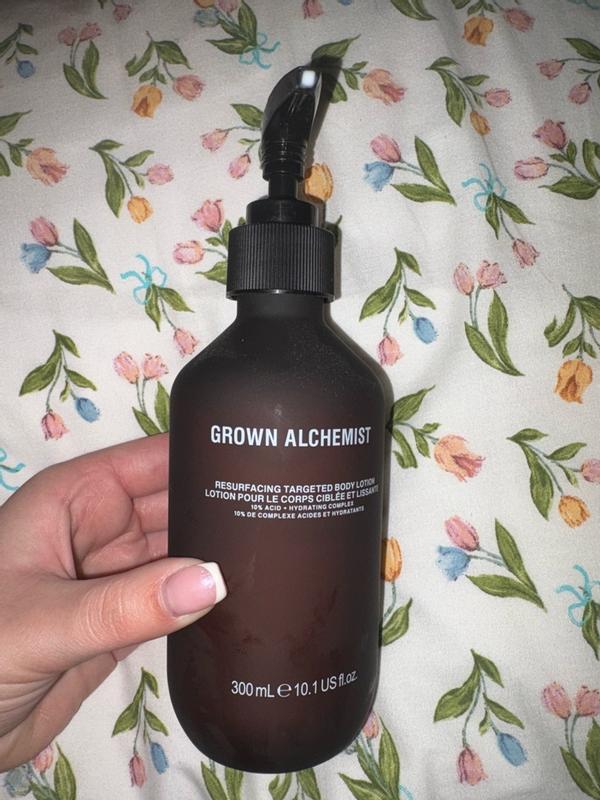 GROWN ALCHEMIST
RESURFACING TARGETED BODY LOTION
LOTION POUR LE CORPS CIBLÉE ET LISSANTE
10% ACID + HYDRATING COMPLEX
10% DE COMPLEXE ACIDES ET HYDRATANTS
300 mL ℮ 10.1 US fl.oz.